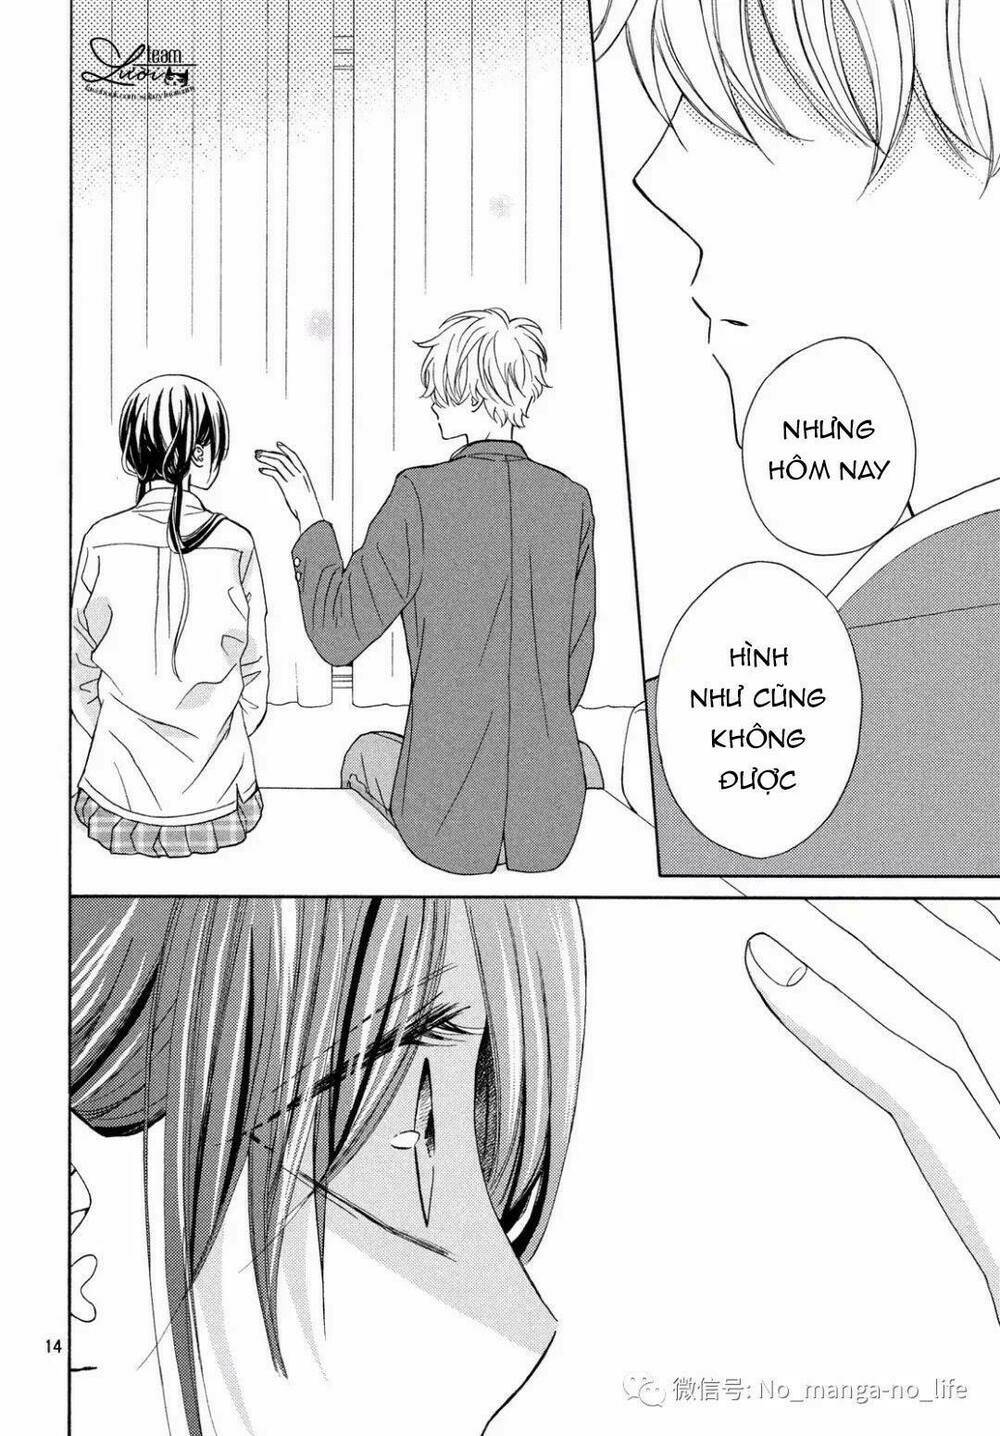 team
Lười
NHƯNG
HÔM NAY
HÌNH
NHƯ CŨNG
KHÔNG
ĐƯỢC
14
微信号: No_manga-no_life